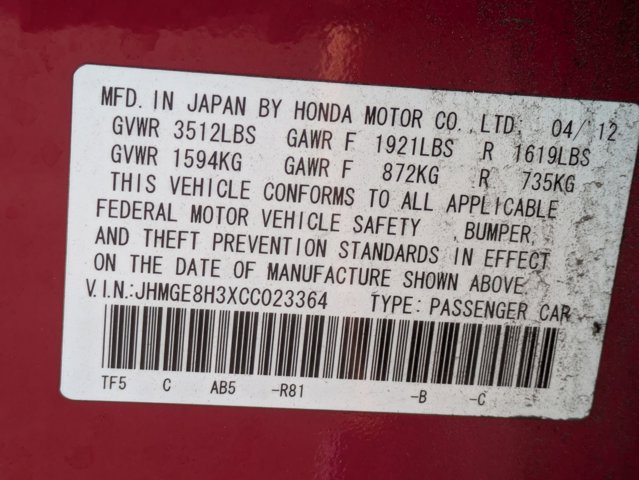 MFD. IN JAPAN BY HONDA MOTOR CO., LTD. 04/12
GVWR 3512LBS GAWR F 1921LBS R 1619LBS
GVWR 1594KG GAWR F 872KG R 735KG
THIS VEHICLE CONFORMS TO ALL APPLICABLE
FEDERAL MOTOR VEHICLE SAFETY, BUMPER,
AND THEFT PREVENTION STANDARDS IN EFFECT
ON THE DATE OF MANUFACTURE SHOWN ABOVE.
V.I.N:JHMGE8H3XCC023364 TYPE: PASSENGER CAR
TF5 C AB5 -R81 -B -C